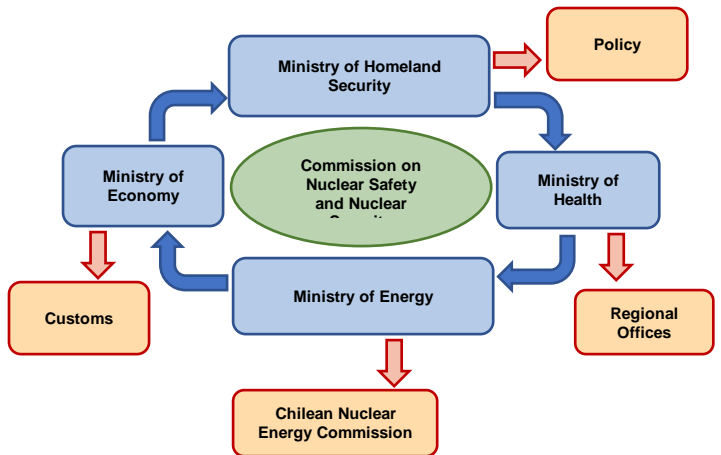 Policy
Ministry of Homeland
Security
Commission on
Nuclear Safety
and Nuclear
Ministry of
Economy
Ministry of
Health
Ministry of Energy
Customs
Regional
Offices
Chilean Nuclear
Energy Commission